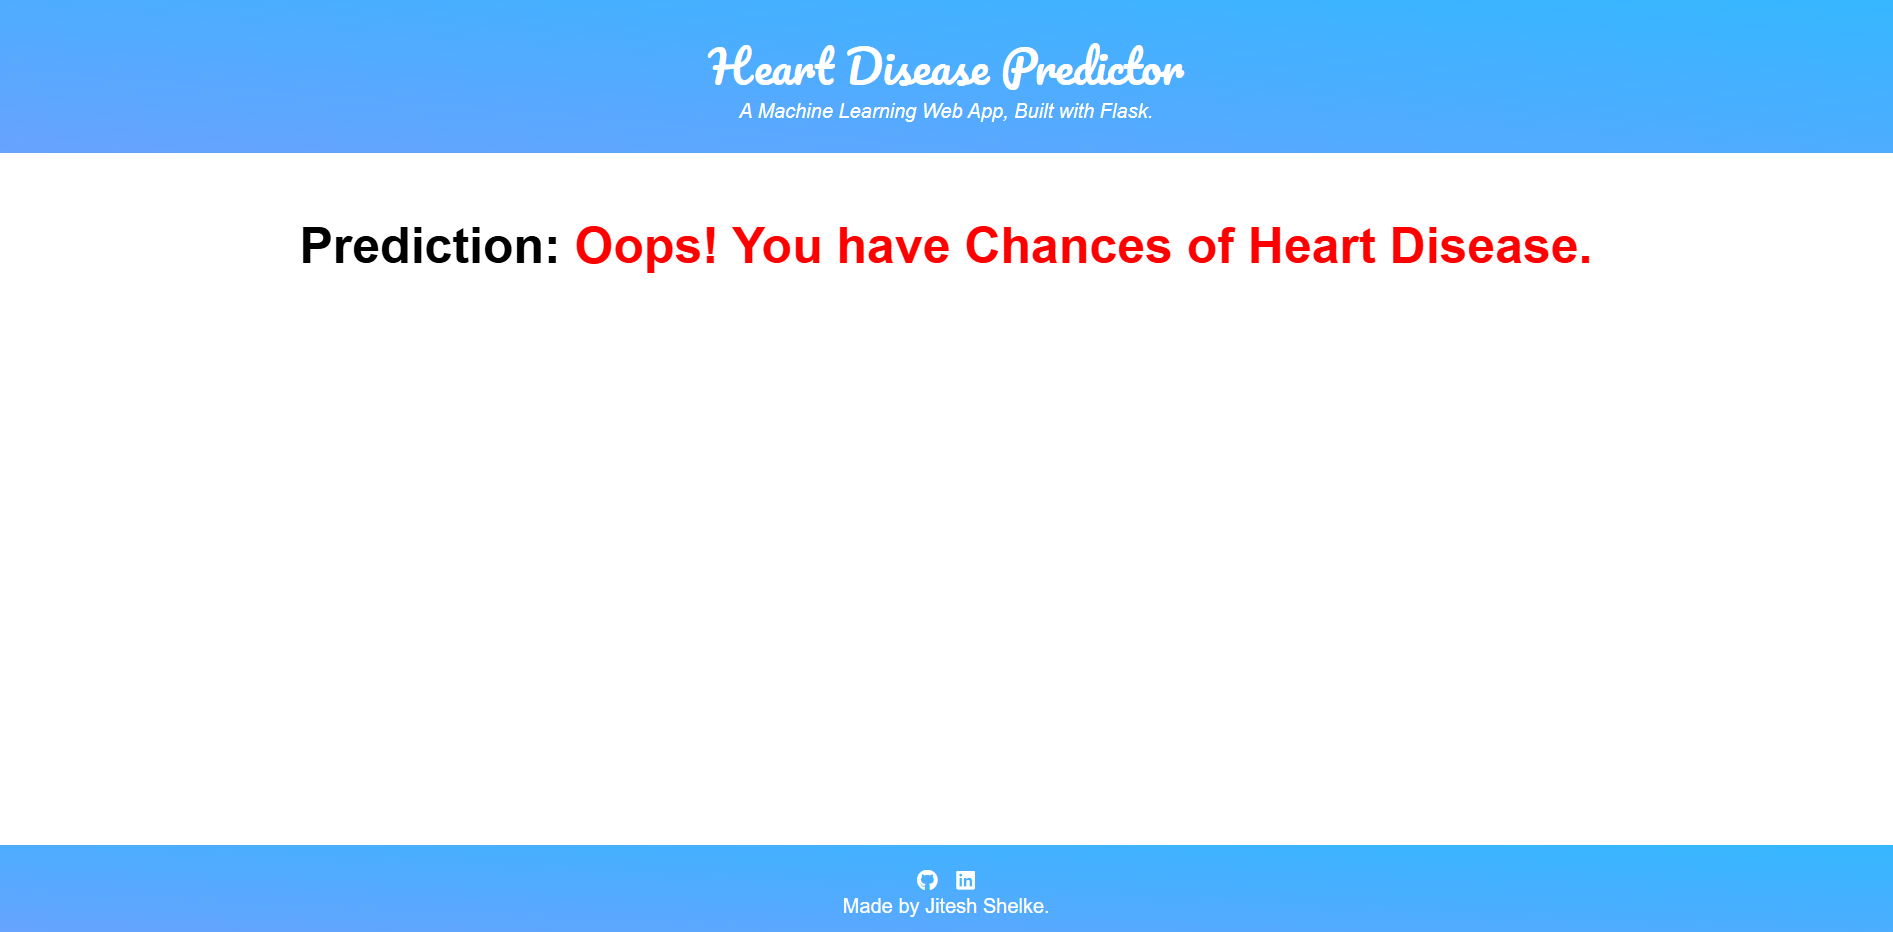 Heart Disease Predictor
A Machine Learning Web App, Built with Flask.
Prediction: Oops! You have Chances of Heart Disease.
Made by Jitesh Shelke.